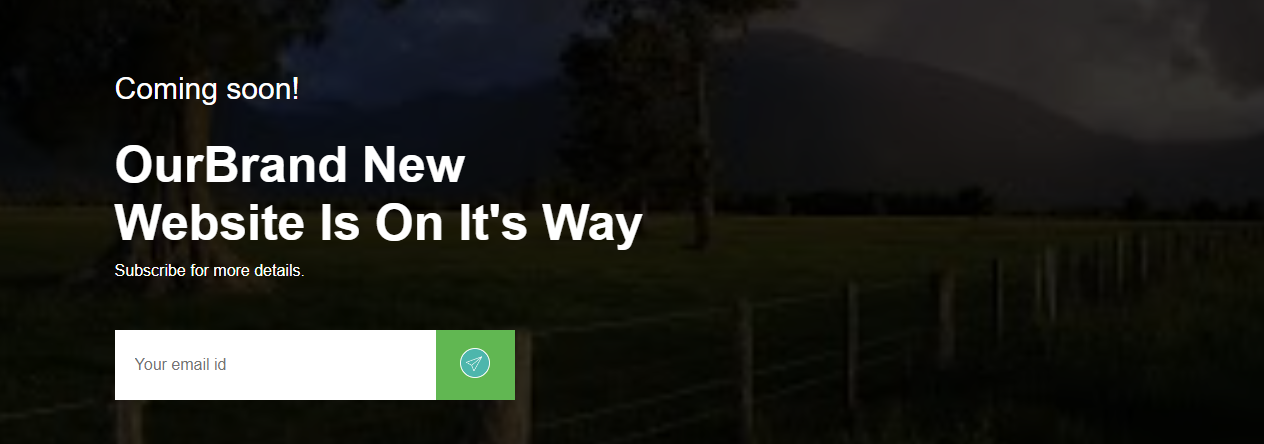 Coming soon!
OurBrand New
Website Is On It's Way
Subscribe for more details.
Your email id